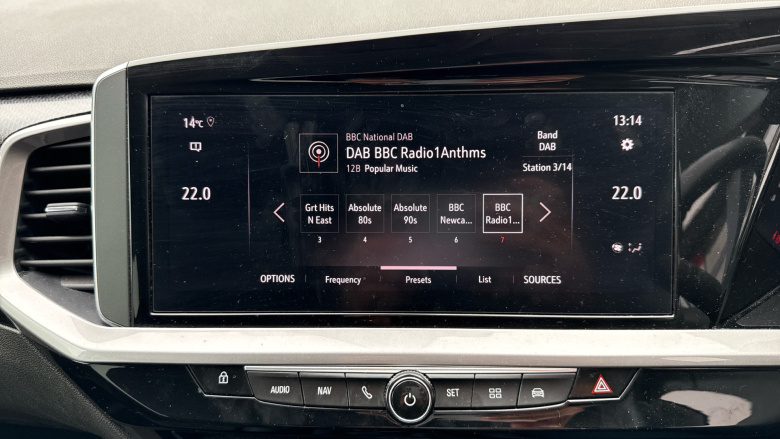 14°C
13:14
BBC National DAB
DAB BBC Radio1Anthms
12B Popular Music
Band
DAB
Station 3/14
22.0
22.0
Grt Hits
N East
Absolute
80s
Absolute
90s
BBC
Newca...
BBC
Radio1...
3
4
5
6
7
OPTIONS
Frequency
Presets
List
SOURCES
AUDIO
NAV
SET